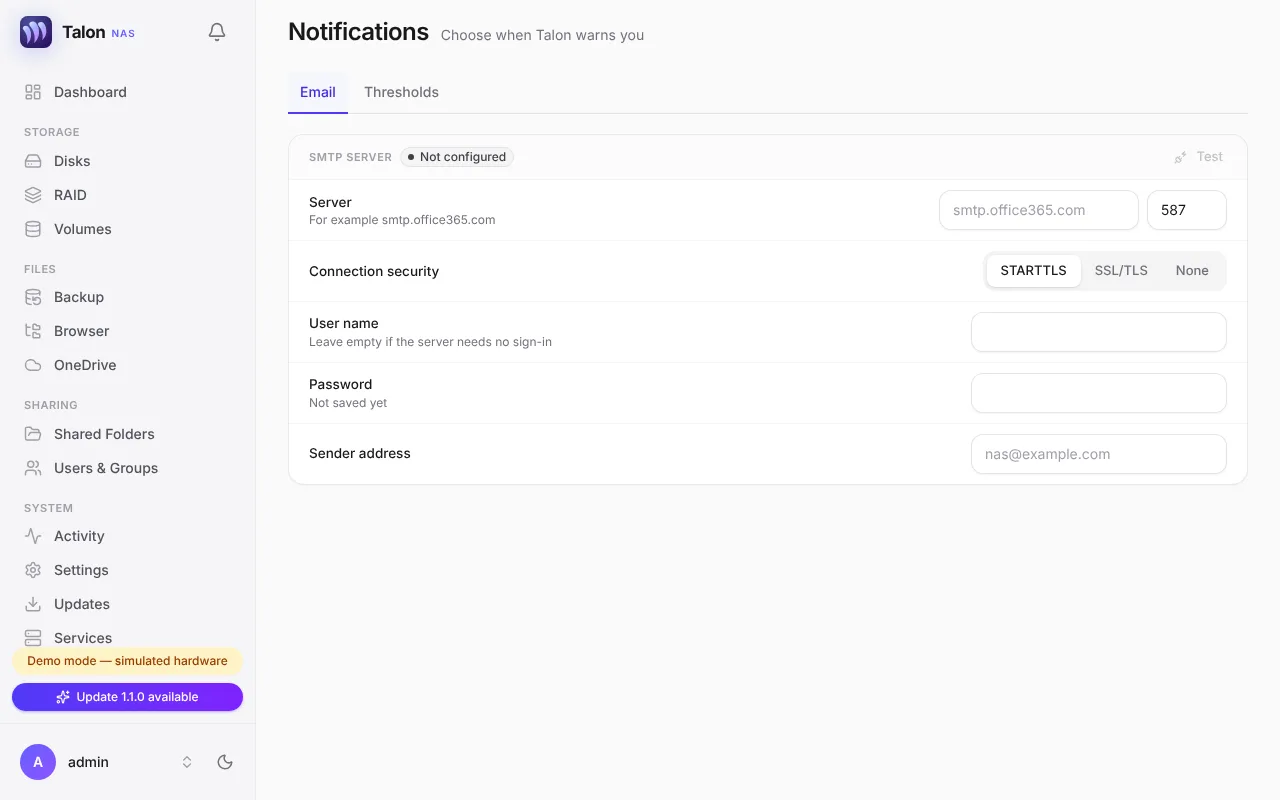 Talon NAS
Dashboard
STORAGE
Disks
RAID
Volumes
FILES
Backup
Browser
OneDrive
SHARING
Shared Folders
Users & Groups
SYSTEM
Activity
Settings
Updates
Services
Demo mode — simulated hardware
Update 1.1.0 available
A admin
Notifications Choose when Talon warns you
Email Thresholds
SMTP SERVER Not configured Test
Server
For example smtp.office365.com
smtp.office365.com 587
Connection security STARTTLS SSL/TLS None
User name
Leave empty if the server needs no sign-in
Password
Not saved yet
Sender address nas@example.com